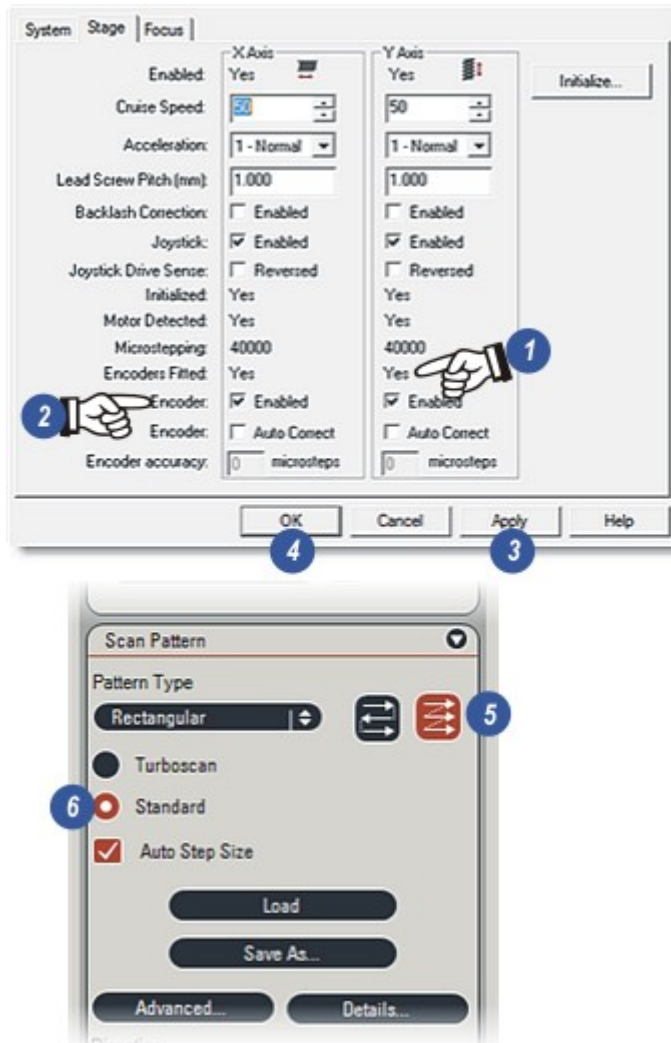 System Stage Focus
X Axis Y Axis
Enabled: Yes Yes Initialize...
Cruise Speed: 50 50
Acceleration: 1 - Normal 1 - Normal
Lead Screw Pitch (mm): 1.000 1.000
Backlash Correction: Enabled Enabled
Joystick: Enabled Enabled
Joystick Drive Sense: Reversed Reversed
Initialized: Yes Yes
Motor Detected: Yes Yes
Microstepping: 40000 40000 1
Encoders Fitted: Yes Yes
2 Encoder: Enabled Enabled
Encoder: Auto Correct Auto Correct
Encoder accuracy: 0 microsteps 0 microsteps
OK Cancel Apply Help
4 3
Scan Pattern
Pattern Type
Rectangular 5
Turboscan
6 Standard
Auto Step Size
Load
Save As...
Advanced... Details...